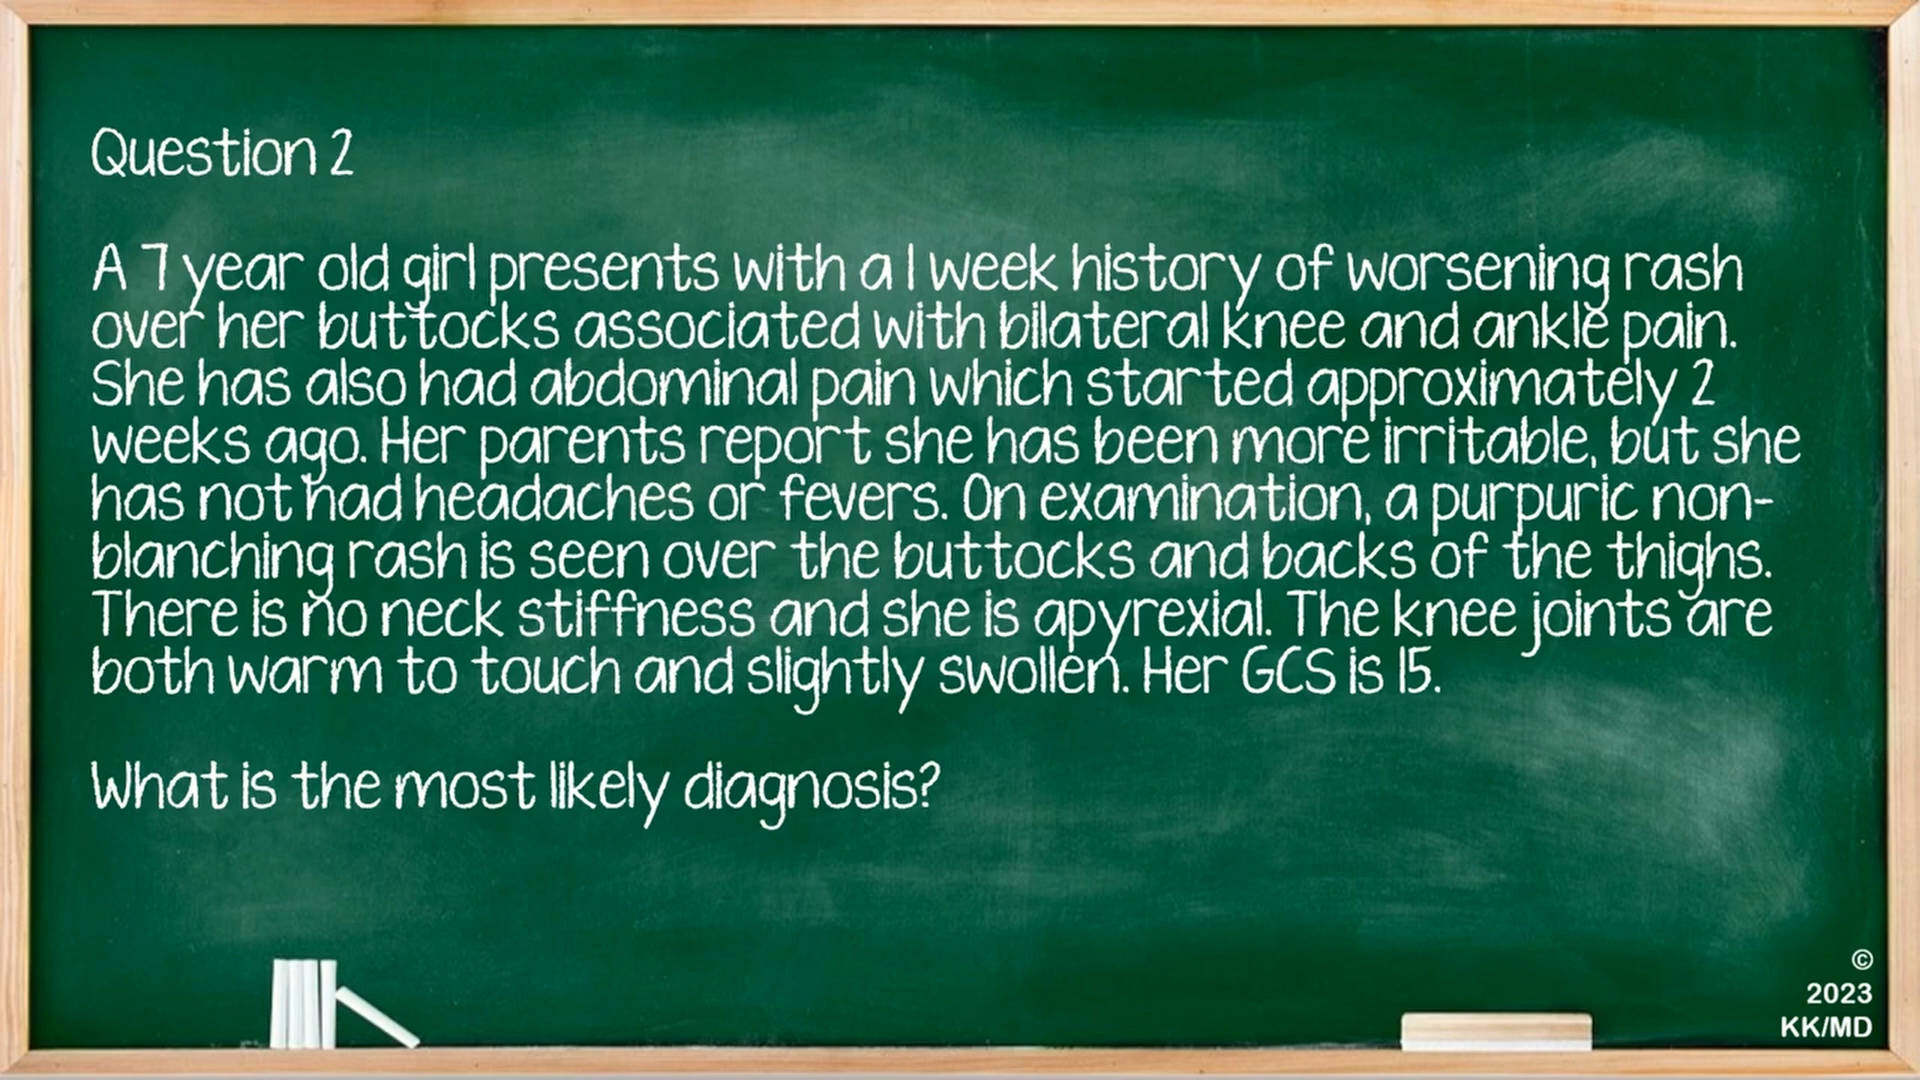 Question 2
A 7 year old girl presents with a 1 week history of worsening rash
over her buttocks associated with bilateral knee and ankle pain.
She has also had abdominal pain which started approximately 2
weeks ago. Her parents report she has been more irritable, but she
has not had headaches or fevers. On examination, a purpuric non-
blanching rash is seen over the buttocks and backs of the thighs.
There is no neck stiffness and she is apyrexial. The knee joints are
both warm to touch and slightly swollen. Her GCS is 15.
What is the most likely diagnosis?
©
2023
KK/MD